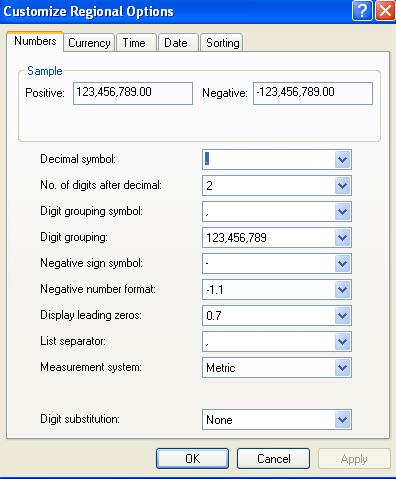 Customize Regional Options
Numbers Currency Time Date Sorting
Sample
Positive: 123,456,789.00 Negative: -123,456,789.00
Decimal symbol: .
No. of digits after decimal: 2
Digit grouping symbol: ,
Digit grouping: 123,456,789
Negative sign symbol: -
Negative number format: -1.1
Display leading zeros: 0.7
List separator: ,
Measurement system: Metric
Digit substitution: None
OK Cancel Apply